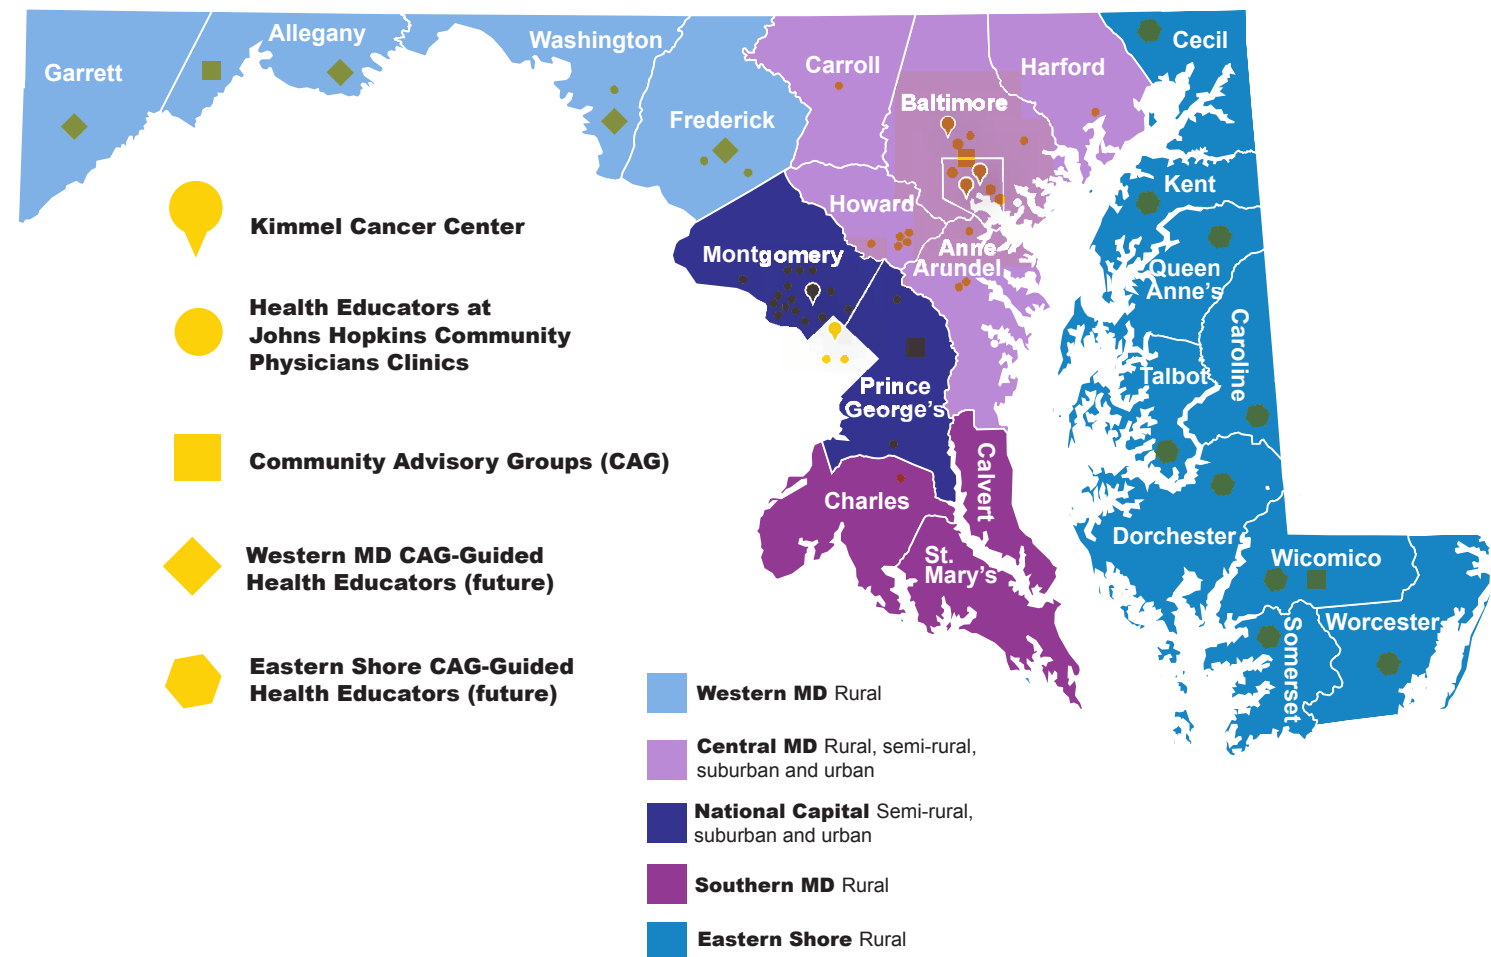 Garrett
Allegany
Washington
Frederick
Carroll
Baltimore
Harford
Cecil
Kent
Howard
Montgomery
Anne
Arundel
Queen
Anne's
Caroline
Talbot
Prince
George's
Calvert
Charles
St.
Mary's
Dorchester
Wicomico
Somerset
Worcester
Kimmel Cancer Center
Health Educators at
Johns Hopkins Community
Physicians Clinics
Community Advisory Groups (CAG)
Western MD CAG-Guided
Health Educators (future)
Eastern Shore CAG-Guided
Health Educators (future)
Western MD Rural
Central MD Rural, semi-rural,
suburban and urban
National Capital Semi-rural,
suburban and urban
Southern MD Rural
Eastern Shore Rural